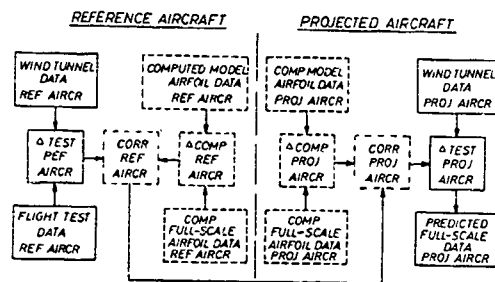 REFERENCE AIRCRAFT
PROJECTED AIRCRAFT
WIND TUNNEL
DATA
REF AIRCR
COMPUTED MODEL
AIRFOIL DATA
REF AIRCR
COMP MODEL
AIRFOIL DATA
PROJ AIRCR
WIND TUNNEL
DATA
PROJ AIRCR
Δ TEST
REF
AIRCR
CORR
REF
AIRCR
Δ COMP
REF
AIRCR
Δ COMP
PROJ
AIRCR
CORR
PROJ
AIRCR
Δ TEST
PROJ
AIRCR
FLIGHT TEST
DATA
REF AIRCR
COMP
FULL-SCALE
AIRFOIL DATA
REF AIRCR
COMP
FULL-SCALE
AIRFOIL DATA
PROJ AIRCR
PREDICTED
FULL-SCALE
DATA
PROJ AIRCR